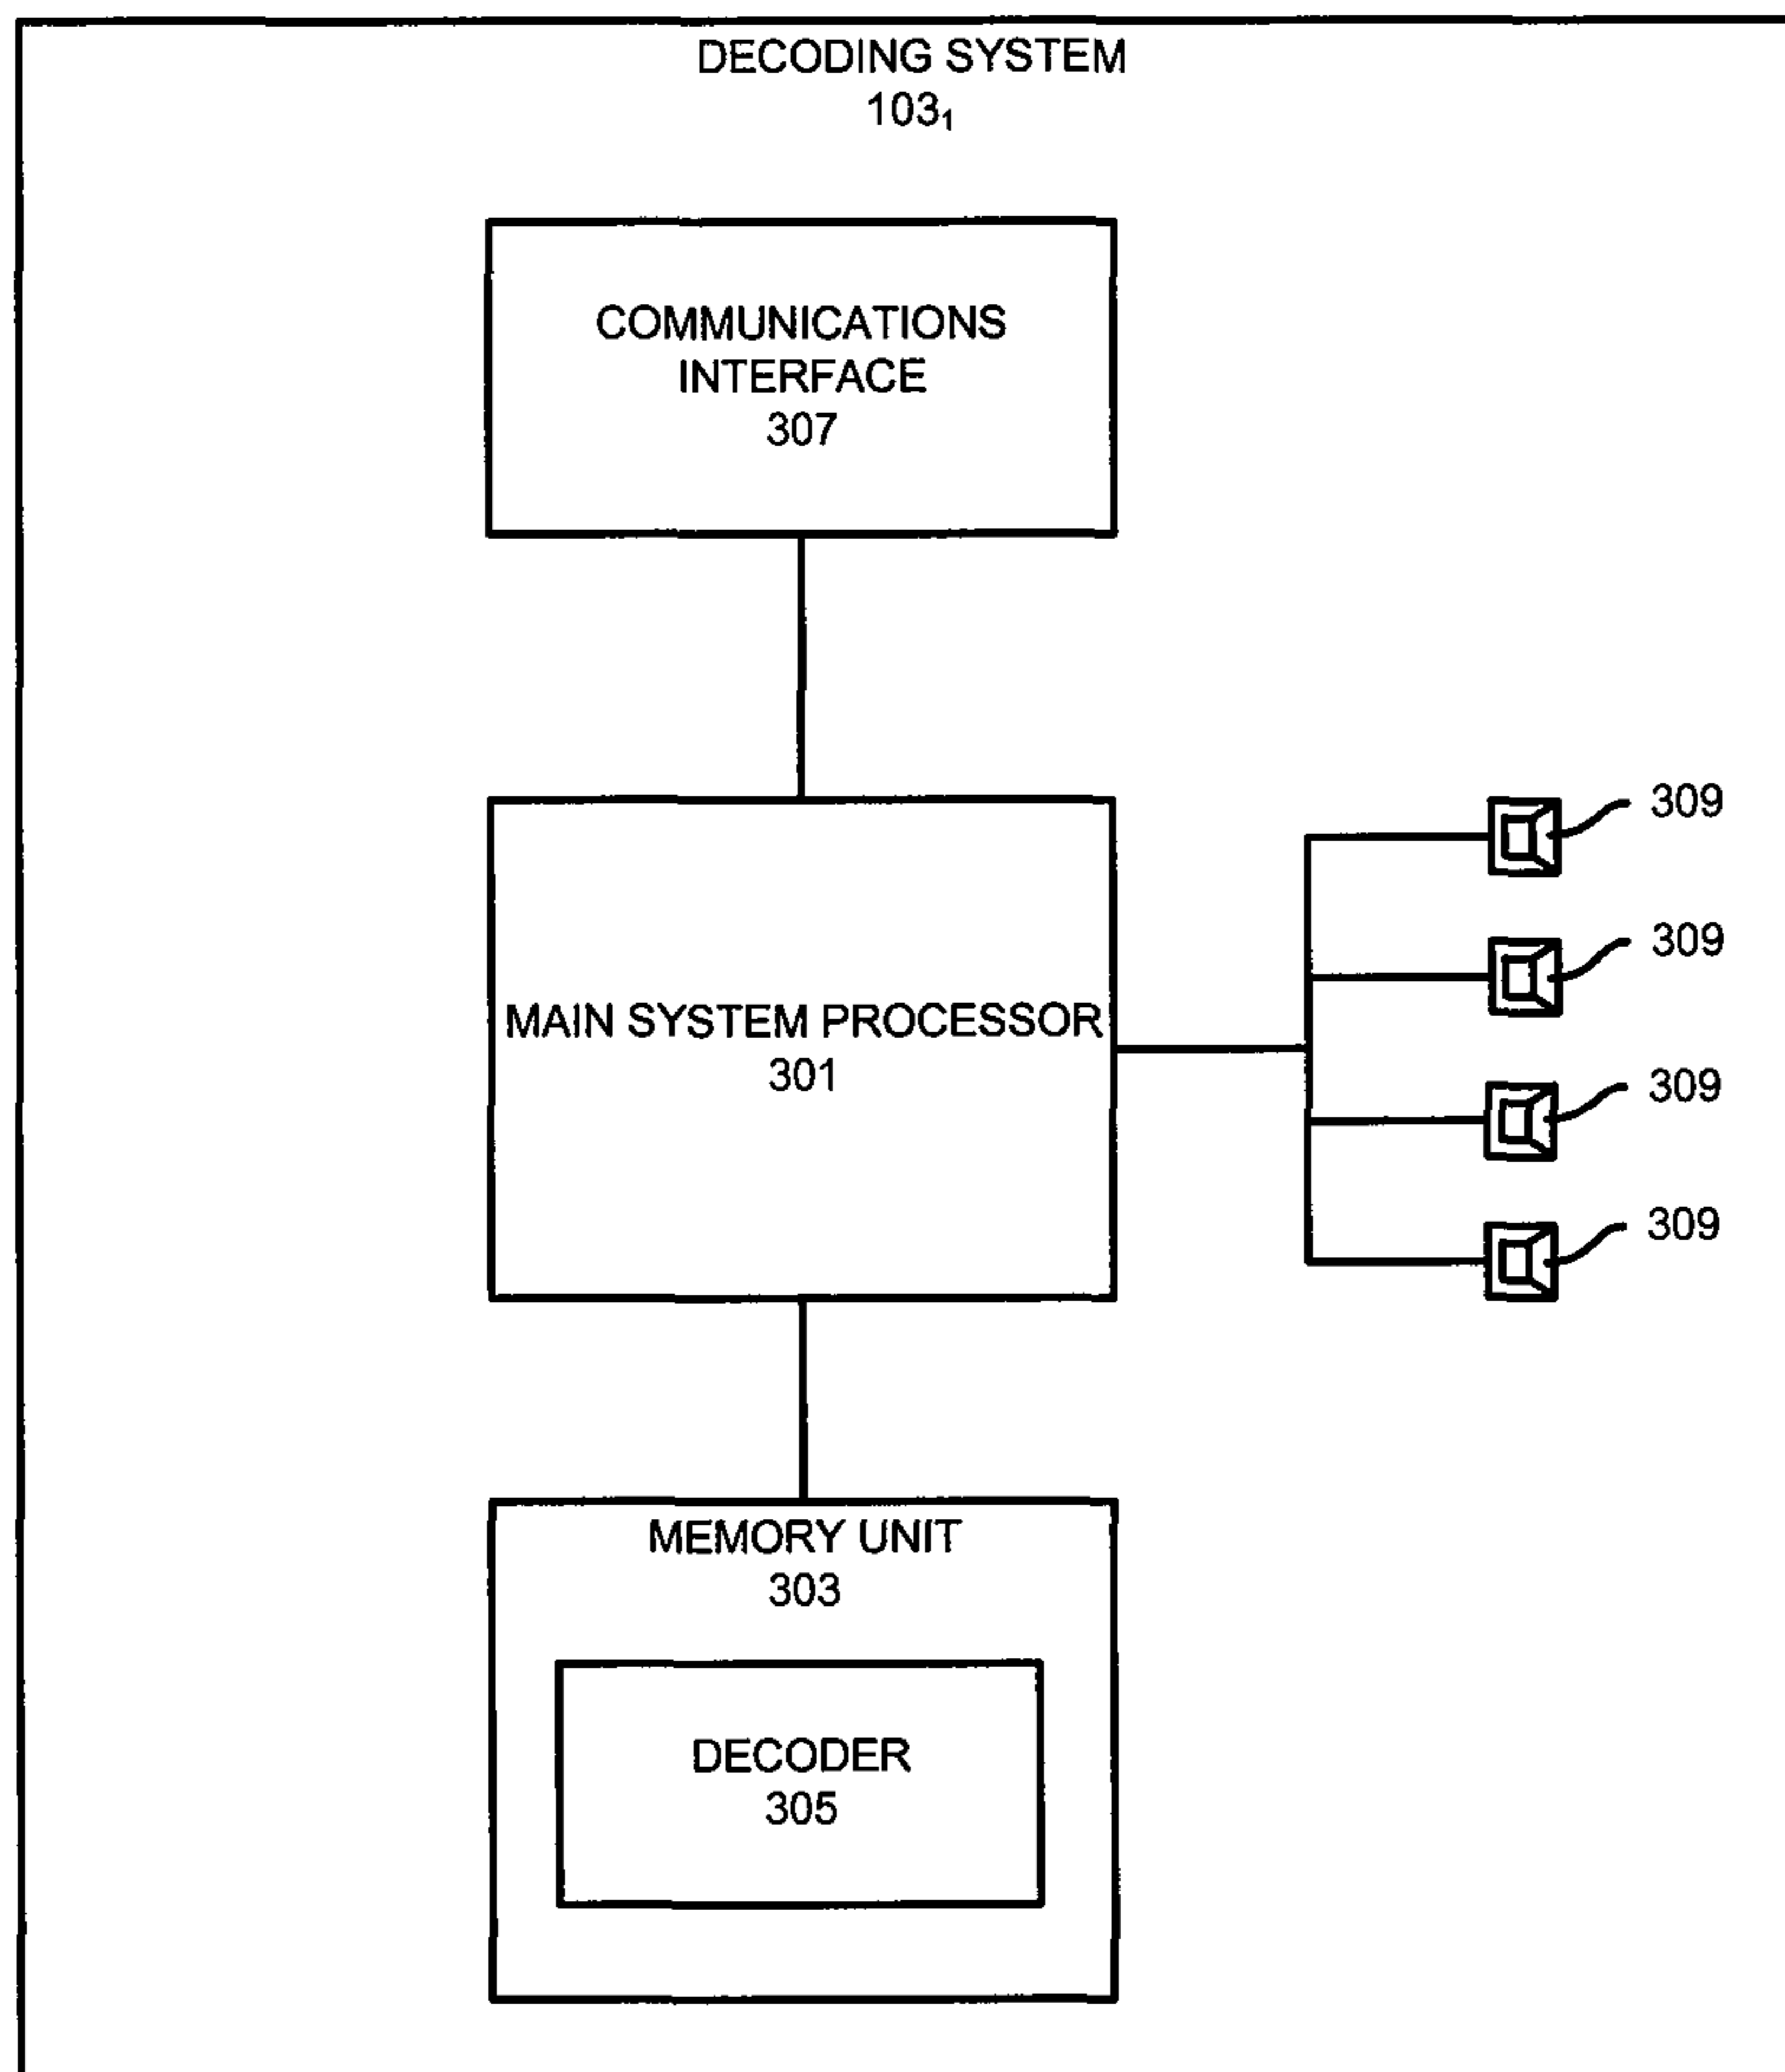 DECODING SYSTEM
103₁
COMMUNICATIONS
INTERFACE
307
MAIN SYSTEM PROCESSOR
301
309
309
309
309
MEMORY UNIT
303
DECODER
305